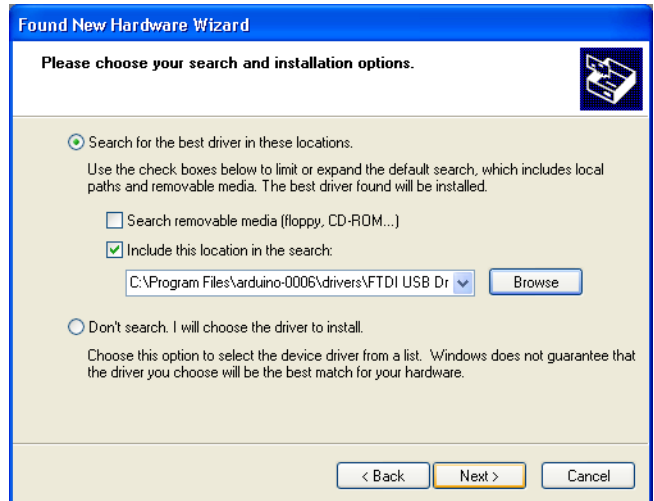 Found New Hardware Wizard
Please choose your search and installation options.
Search for the best driver in these locations.
Use the check boxes below to limit or expand the default search, which includes local
paths and removable media. The best driver found will be installed.
Search removable media (floppy, CD-ROM...)
Include this location in the search:
C:\Program Files\arduino-0006\drivers\FTDI USB Dr
Browse
Don't search. I will choose the driver to install.
Choose this option to select the device driver from a list. Windows does not guarantee that
the driver you choose will be the best match for your hardware.
< Back
Next >
Cancel